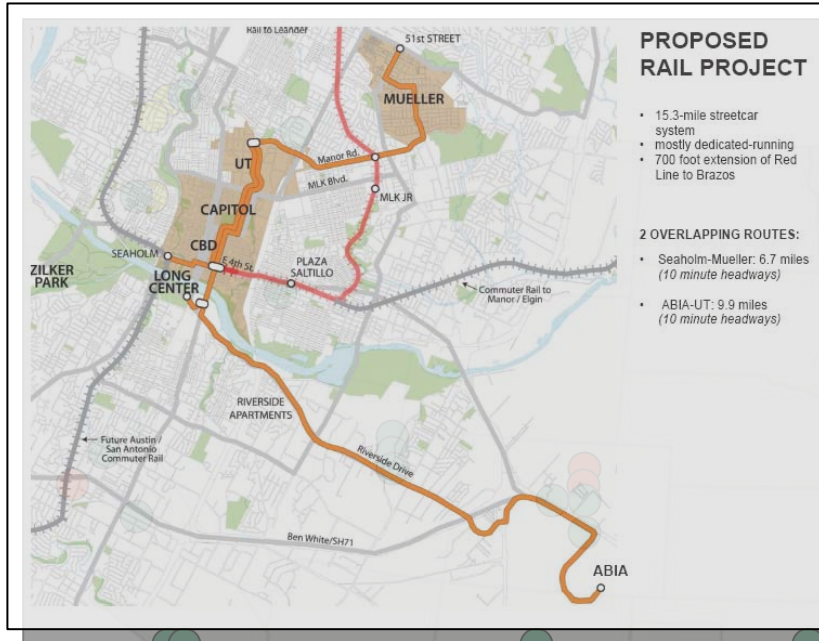 Rail to Leander
51st STREET
MUELLER
UT
Manor Rd.
MLK Blvd.
MLK JR
CAPITOL
CBD
SEAHOLM
E 4th St.
PLAZA
SALTILLO
ZILKER
PARK
LONG
CENTER
Commuter Rail to
Manor / Elgin
RIVERSIDE
APARTMENTS
Future Austin /
San Antonio
Commuter Rail
Riverside Drive
Ben White/SH71
ABIA
PROPOSED
RAIL PROJECT
• 15.3-mile streetcar
system
• mostly dedicated-running
• 700 foot extension of Red
Line to Brazos
2 OVERLAPPING ROUTES:
• Seaholm-Mueller: 6.7 miles
(10 minute headways)
• ABIA-UT: 9.9 miles
(10 minute headways)